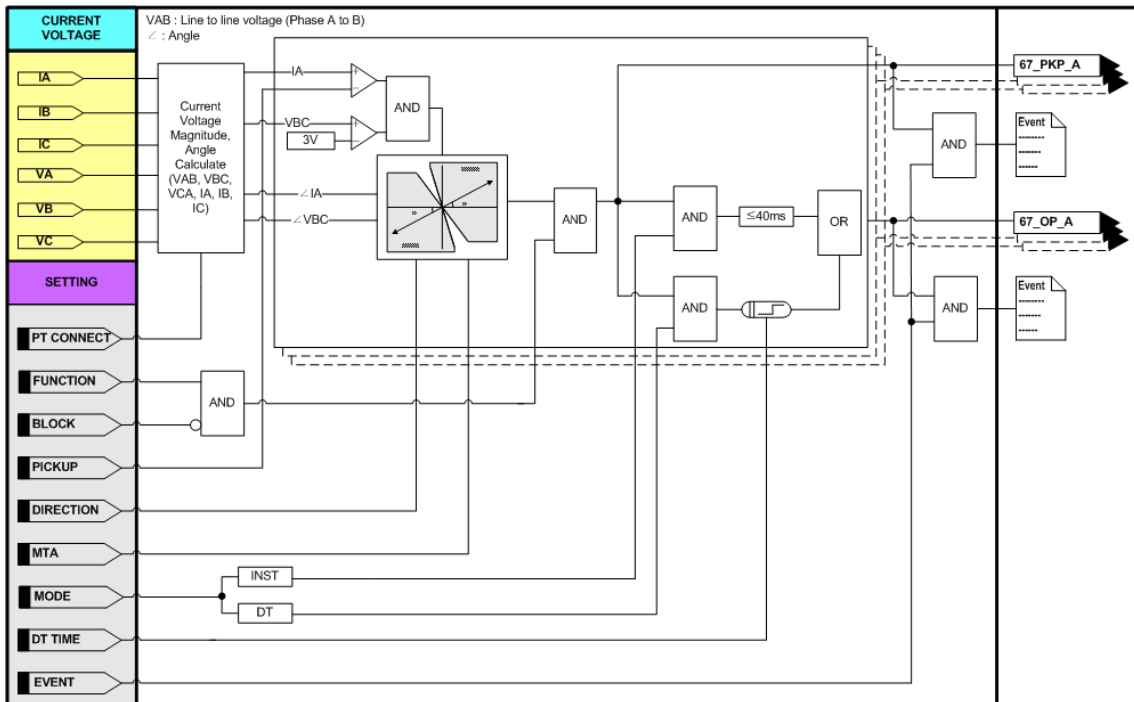 CURRENT
VOLTAGE
VAB : Line to line voltage (Phase A to B)
∠ : Angle
IA
IB
IC
VA
VB
VC
Current
Voltage
Magnitude,
Angle
Calculate
(VAB, VBC,
VCA, IA, IB,
IC)
IA
VBC
3V
∠IA
∠VBC
+
−
+
−
AND
AND
AND
≤40ms
OR
AND
67_PKP_A
AND
Event
67_OP_A
AND
Event
SETTING
PT CONNECT
FUNCTION
BLOCK
AND
PICKUP
DIRECTION
MTA
MODE
INST
DT
DT TIME
EVENT